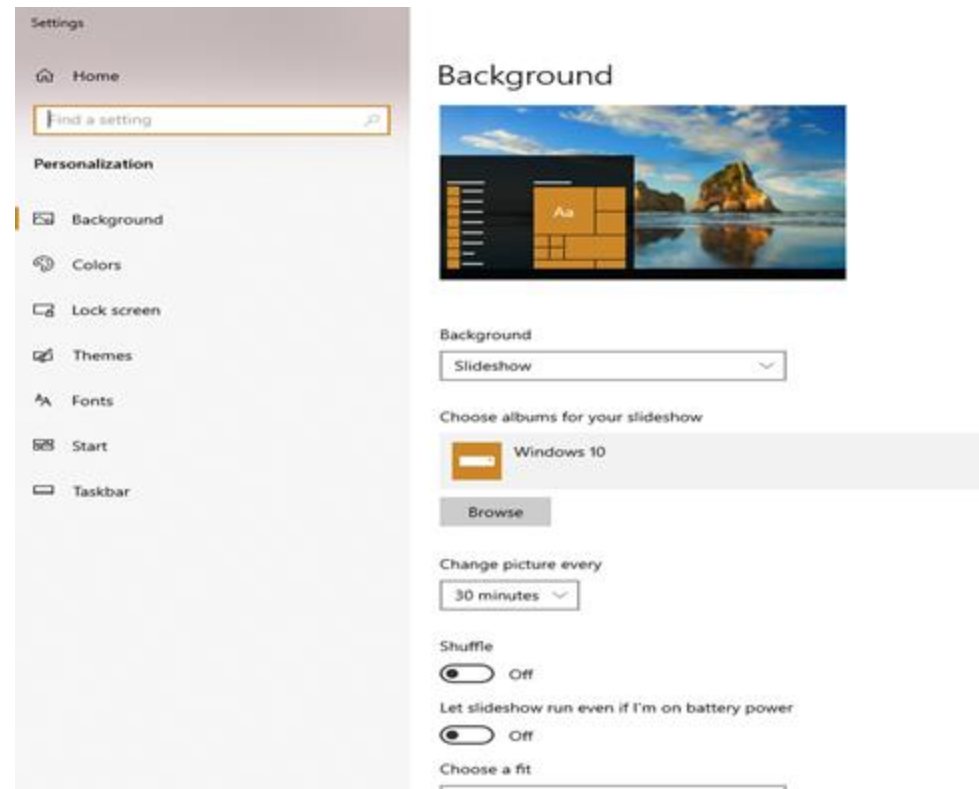 Settings
Home
Find a setting
Personalization
Background
Colors
Lock screen
Themes
Fonts
Start
Taskbar
Background
Aa
Background
Slideshow
Choose albums for your slideshow
Windows 10
Browse
Change picture every
30 minutes
Shuffle
Off
Let slideshow run even if I'm on battery power
Off
Choose a fit